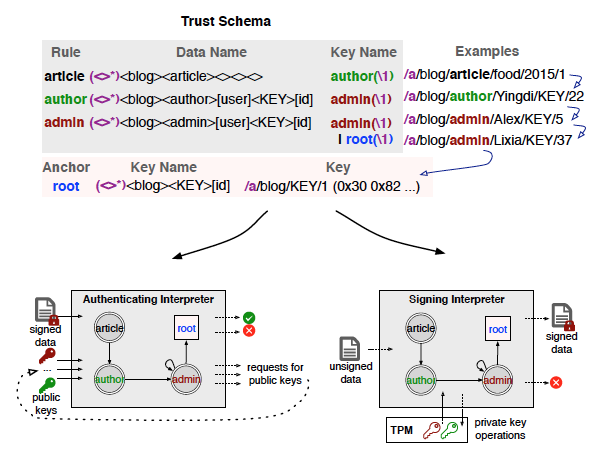 Trust Schema
Rule Data Name Key Name Examples
article (<>*)<blog><article><><><> author(\1) /a/blog/article/food/2015/1
author (<>*)<blog><author>[user]<KEY>[id] admin(\1) /a/blog/author/Yingdi/KEY/22
admin (<>*)<blog><admin>[user]<KEY>[id] admin(\1) /a/blog/admin/Alex/KEY/5
| root(\1) /a/blog/admin/Lixia/KEY/37
Anchor Key Name Key
root (<>*)<blog><KEY>[id] /a/blog/KEY/1 (0x30 0x82 ...)
Authenticating Interpreter
signed
data
...
public
keys
article
root
author
admin
requests for
public keys
Signing Interpreter
unsigned
data
article
root
author
admin
signed
data
TPM
private key
operations